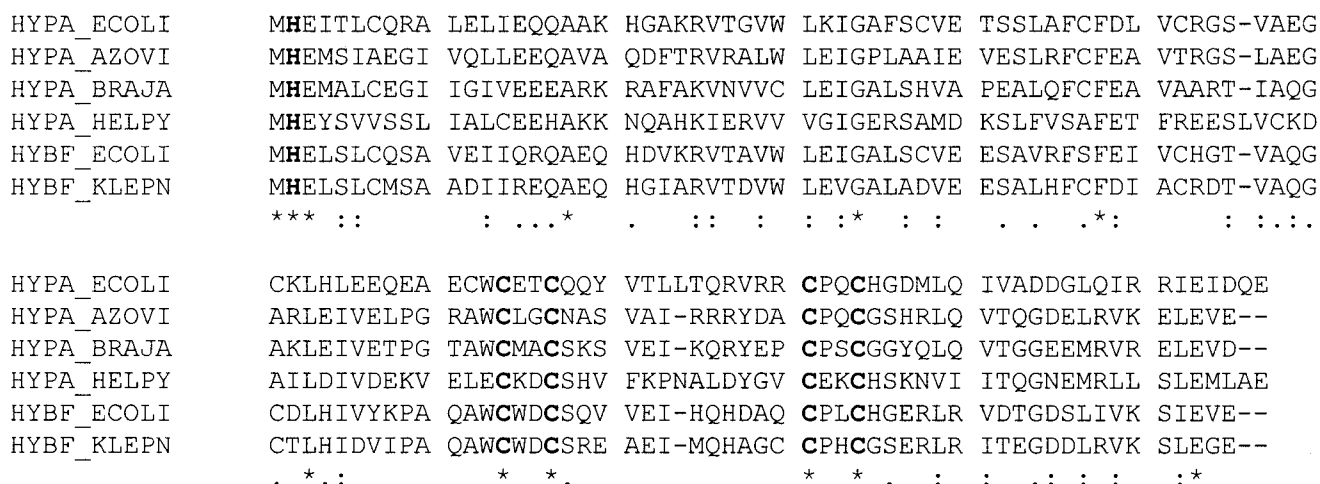 HYPA_ECOLI MHEITLCQRA LELIEQQAAK HGAKRVTGVW LKIGAFSCVE TSSLAFCFDL VCRGS-VAEG
HYPA_AZOVI MHEMSIAEGI VQLLEEQAVA QDFTRVRALW LEIGPLAAIE VESLRFCFEA VTRGS-LAEG
HYPA_BRAJA MHEMALCEGI IGIVEEEARK RAFAKVNVVC LEIGALSHVA PEALQFCFEA VAART-IAQG
HYPA_HELPY MHEYSVVSSL IALCEEHAKK NQAHKIERVV VGIGERSAMD KSLFVSAFET FREESLVCKD
HYBF_ECOLI MHELSLCQSA VEIIQRQAEQ HDVKRVTAVW LEIGALSCVE ESAVRFSFEI VCHGT-VAQG
HYBF_KLEPN MHELSLCMSA ADIIREQAEQ HGIARVTDVW LEVGALADVE ESALHFCFDI ACRDT-VAQG
*** :: : ...* . :: : : :* : : . . .*: : :.:.
HYPA_ECOLI CKLHLEEQEA ECWCETCQQY VTLLTQRVRR CPQCHGDMLQ IVADDGLQIR RIEIDQE
HYPA_AZOVI ARLEIVELPG RAWCLGCNAS VAI-RRRYDA CPQCGSHRLQ VTQGDELRVK ELEVE--
HYPA_BRAJA AKLEIVETPG TAWCMACSKS VEI-KQRYEP CPSCGGYQLQ VTGGEEMRVR ELEVD--
HYPA_HELPY AILDIVDEKV ELECKDCSHV FKPNALDYGV CEKCHSKNVI ITQGNEMRLL SLEMLAE
HYBF_ECOLI CDLHIVYKPA QAWCWDCSQV VEI-HQHDAQ CPLCHGERLR VDTGDSLIVK SIEVE--
HYBF_KLEPN CTLHIDVIPA QAWCWDCSRE AEI-MQHAGC CPHCGSERLR ITEGDDLRVK SLEGE--
. *.: * *. * * . : : .: : : :*